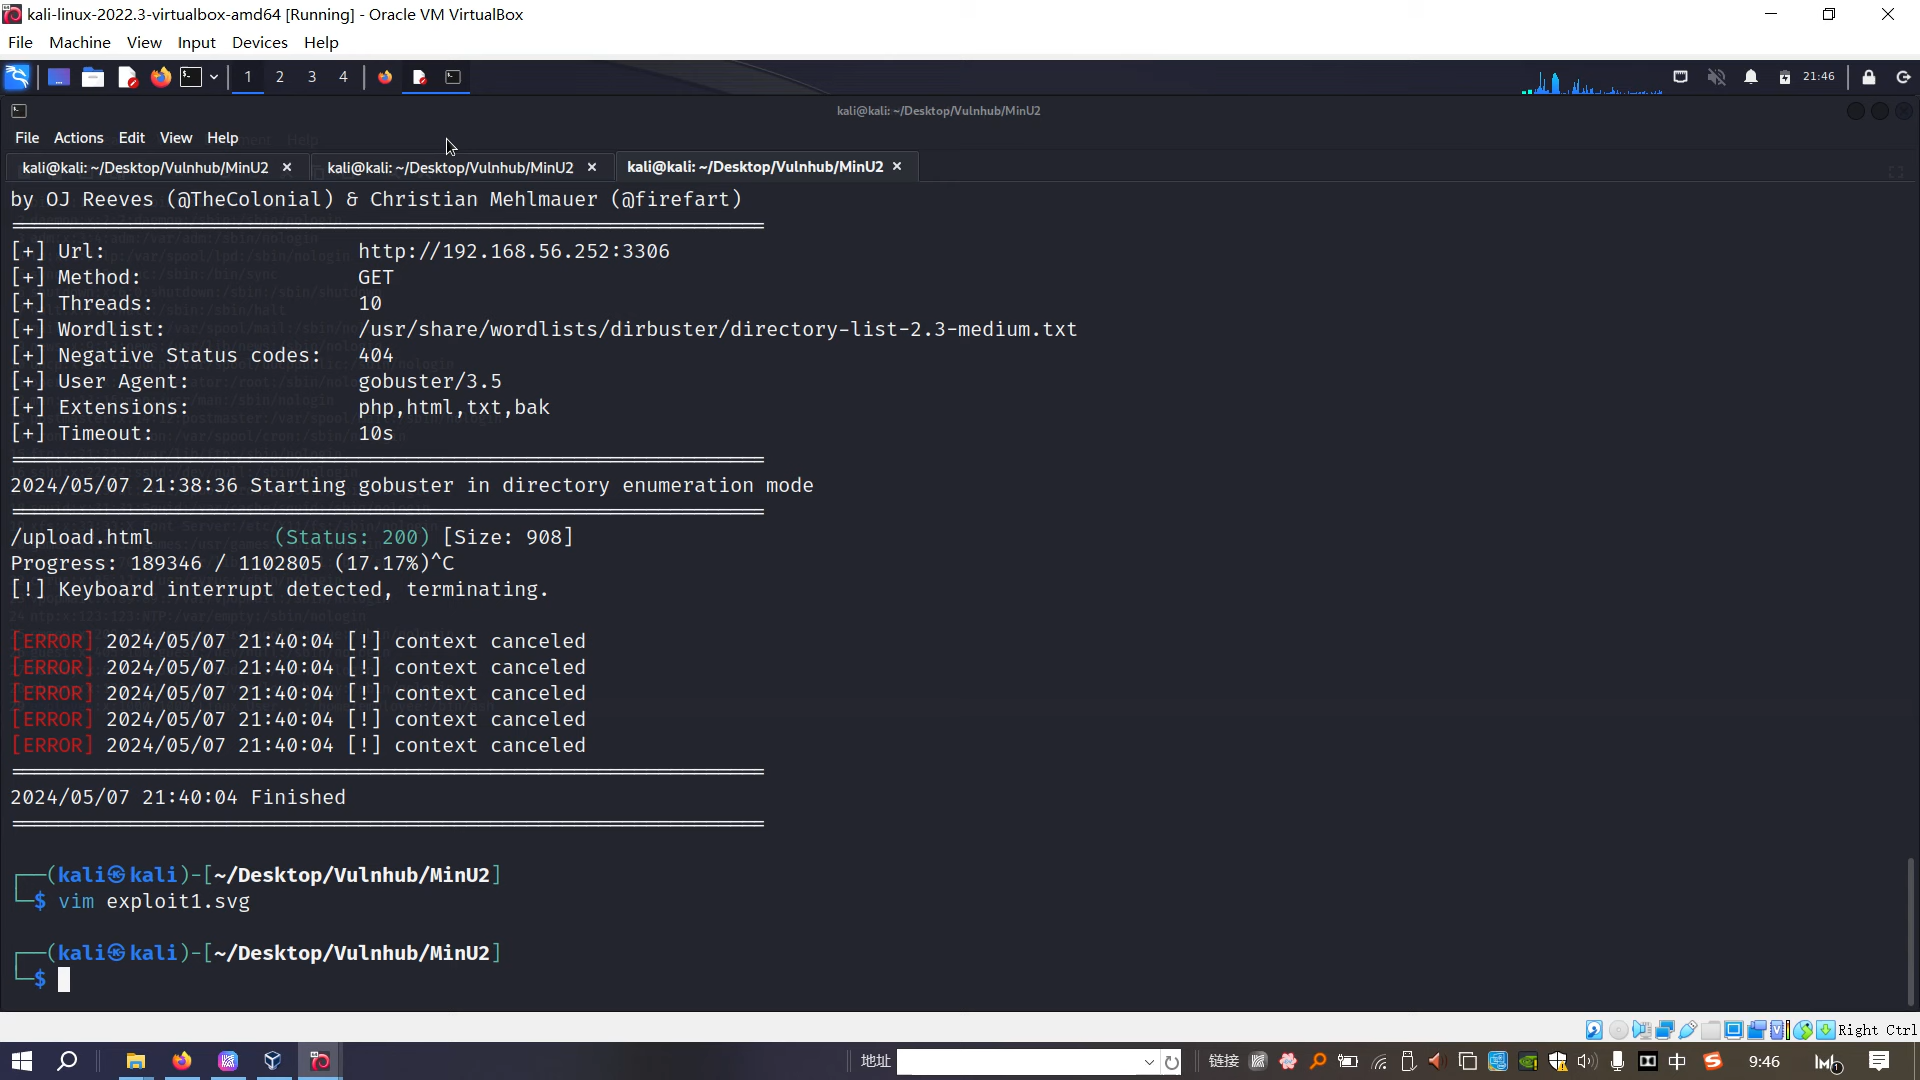 kali-linux-2022.3-virtualbox-amd64 [Running] - Oracle VM VirtualBox
File Machine View Input Devices Help
1 2 3 4 21:46
kali@kali: ~/Desktop/Vulnhub/MinU2
File Actions Edit View Help
kali@kali: ~/Desktop/Vulnhub/MinU2 × kali@kali: ~/Desktop/Vulnhub/MinU2 × kali@kali: ~/Desktop/Vulnhub/MinU2 ×
by OJ Reeves (@TheColonial) & Christian Mehlmauer (@firefart)
[+] Url: http://192.168.56.252:3306
[+] Method: GET
[+] Threads: 10
[+] Wordlist: /usr/share/wordlists/dirbuster/directory-list-2.3-medium.txt
[+] Negative Status codes: 404
[+] User Agent: gobuster/3.5
[+] Extensions: php,html,txt,bak
[+] Timeout: 10s
2024/05/07 21:38:36 Starting gobuster in directory enumeration mode
/upload.html (Status: 200) [Size: 908]
Progress: 189346 / 1102805 (17.17%)^C
[!] Keyboard interrupt detected, terminating.
[ERROR] 2024/05/07 21:40:04 [!] context canceled
[ERROR] 2024/05/07 21:40:04 [!] context canceled
[ERROR] 2024/05/07 21:40:04 [!] context canceled
[ERROR] 2024/05/07 21:40:04 [!] context canceled
[ERROR] 2024/05/07 21:40:04 [!] context canceled
2024/05/07 21:40:04 Finished
┌──(kali㉿kali)-[~/Desktop/Vulnhub/MinU2]
└─$ vim exploit1.svg
┌──(kali㉿kali)-[~/Desktop/Vulnhub/MinU2]
└─$
Right Ctrl
地址 链接 中 9:46